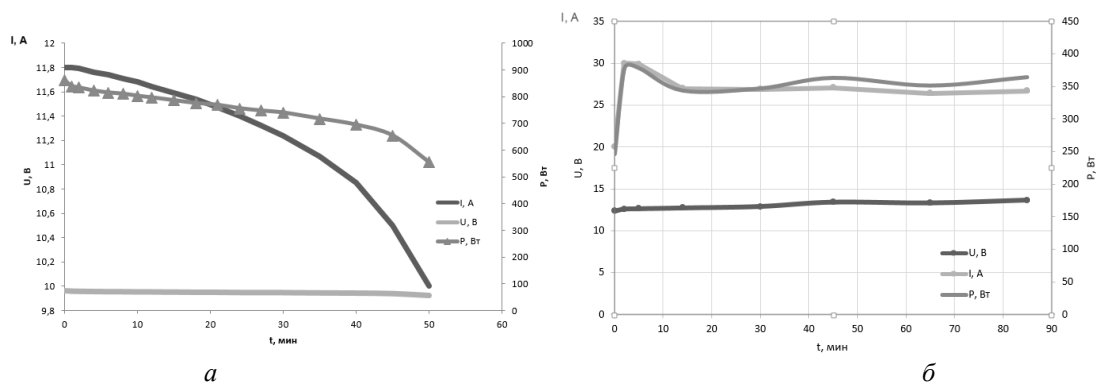 I, А
12
11,8
11,6
11,4
11,2
11
10,8
10,6
10,4
10,2
10
9,8
U, В
1000
900
800
700
600
500
400
300
200
100
0
P, Вт
I, А
U, В
P, Вт
0 10 20 30 40 50 60
t, мин
а
I, А
35
30
25
20
15
10
5
0
U, В
450
400
350
300
250
200
150
100
50
0
P, Вт
U, В
I, А
P, Вт
0 10 20 30 40 50 60 70 80 90
t, мин
б